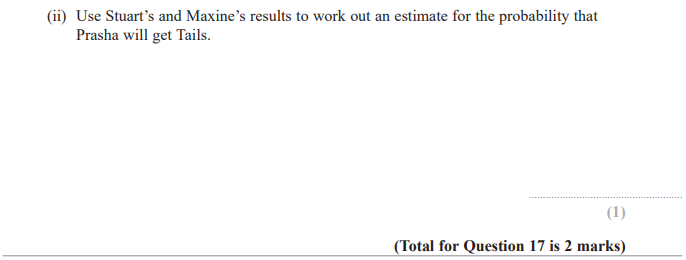 (ii) Use Stuart’s and Maxine’s results to work out an estimate for the probability that
Prasha will get Tails.
(1)
(Total for Question 17 is 2 marks)